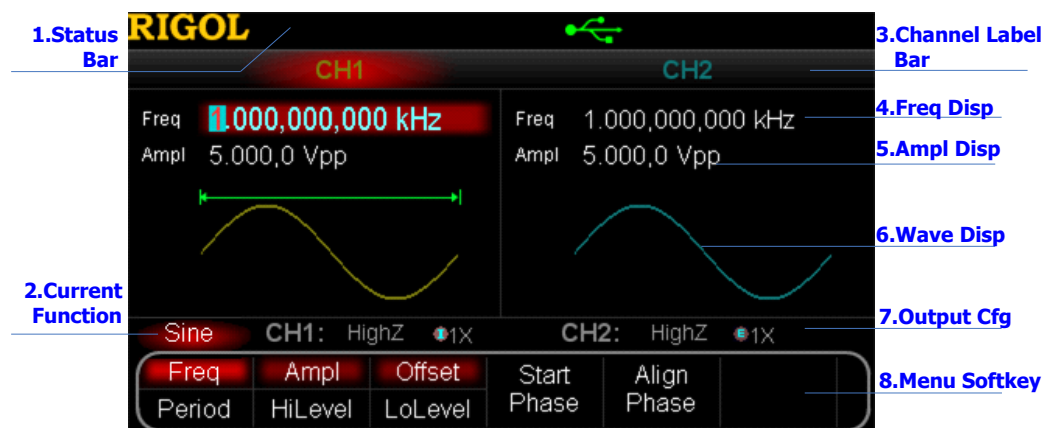 RIGOL
1.Status
Bar
3.Channel Label
Bar
CH1
CH2
Freq 1.000,000,000 kHz
Freq 1.000,000,000 kHz
4.Freq Disp
Ampl 5.000,0 Vpp
Ampl 5.000,0 Vpp
5.Ampl Disp
6.Wave Disp
2.Current
Function
7.Output Cfg
Sine CH1: HighZ I 1X CH2: HighZ E 1X
Freq Ampl Offset Start Align
Phase Phase
Period HiLevel LoLevel
8.Menu Softkey